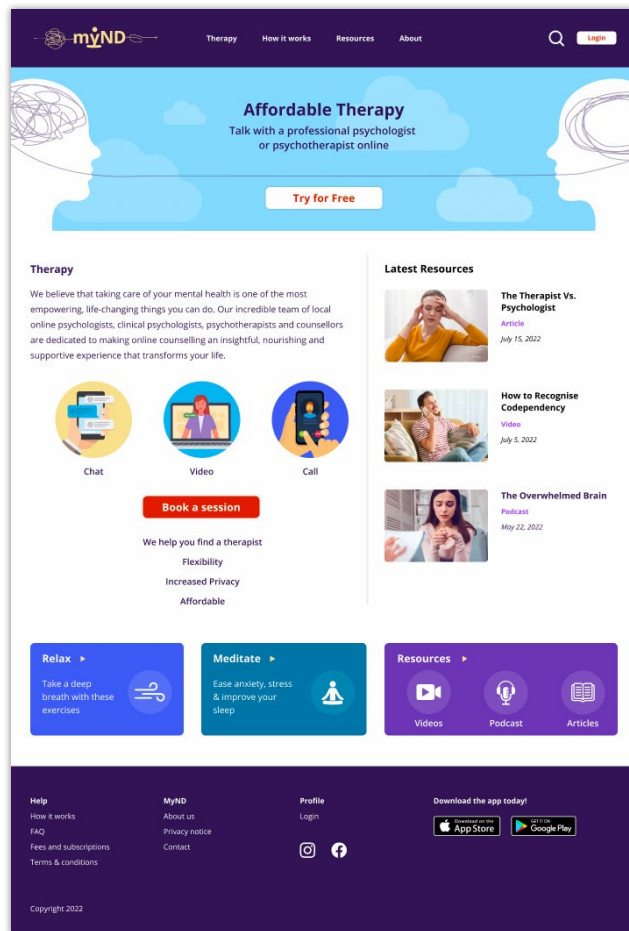 myND
Therapy How it works Resources About
Login
Affordable Therapy
Talk with a professional psychologist
or psychotherapist online
Try for Free
Therapy
We believe that taking care of your mental health is one of the most
empowering, life-changing things you can do. Our incredible team of local
online psychologists, clinical psychologists, psychotherapists and counsellors
are dedicated to making online counselling an insightful, nourishing and
supportive experience that transforms your life.
Chat Video Call
Book a session
We help you find a therapist
Flexibility
Increased Privacy
Affordable
Latest Resources
The Therapist Vs.
Psychologist
Article
July 15, 2022
How to Recognise
Codependency
Video
July 5, 2022
The Overwhelmed Brain
Podcast
May 22, 2022
Relax
Take a deep
breath with these
exercises
Meditate
Ease anxiety, stress
& improve your
sleep
Resources
Videos Podcast Articles
Help
How it works
FAQ
Fees and subscriptions
Terms & conditions
MyND
About us
Privacy notice
Contact
Profile
Login
Download the app today!
Download on the
App Store
GET IT ON
Google Play
Copyright 2022